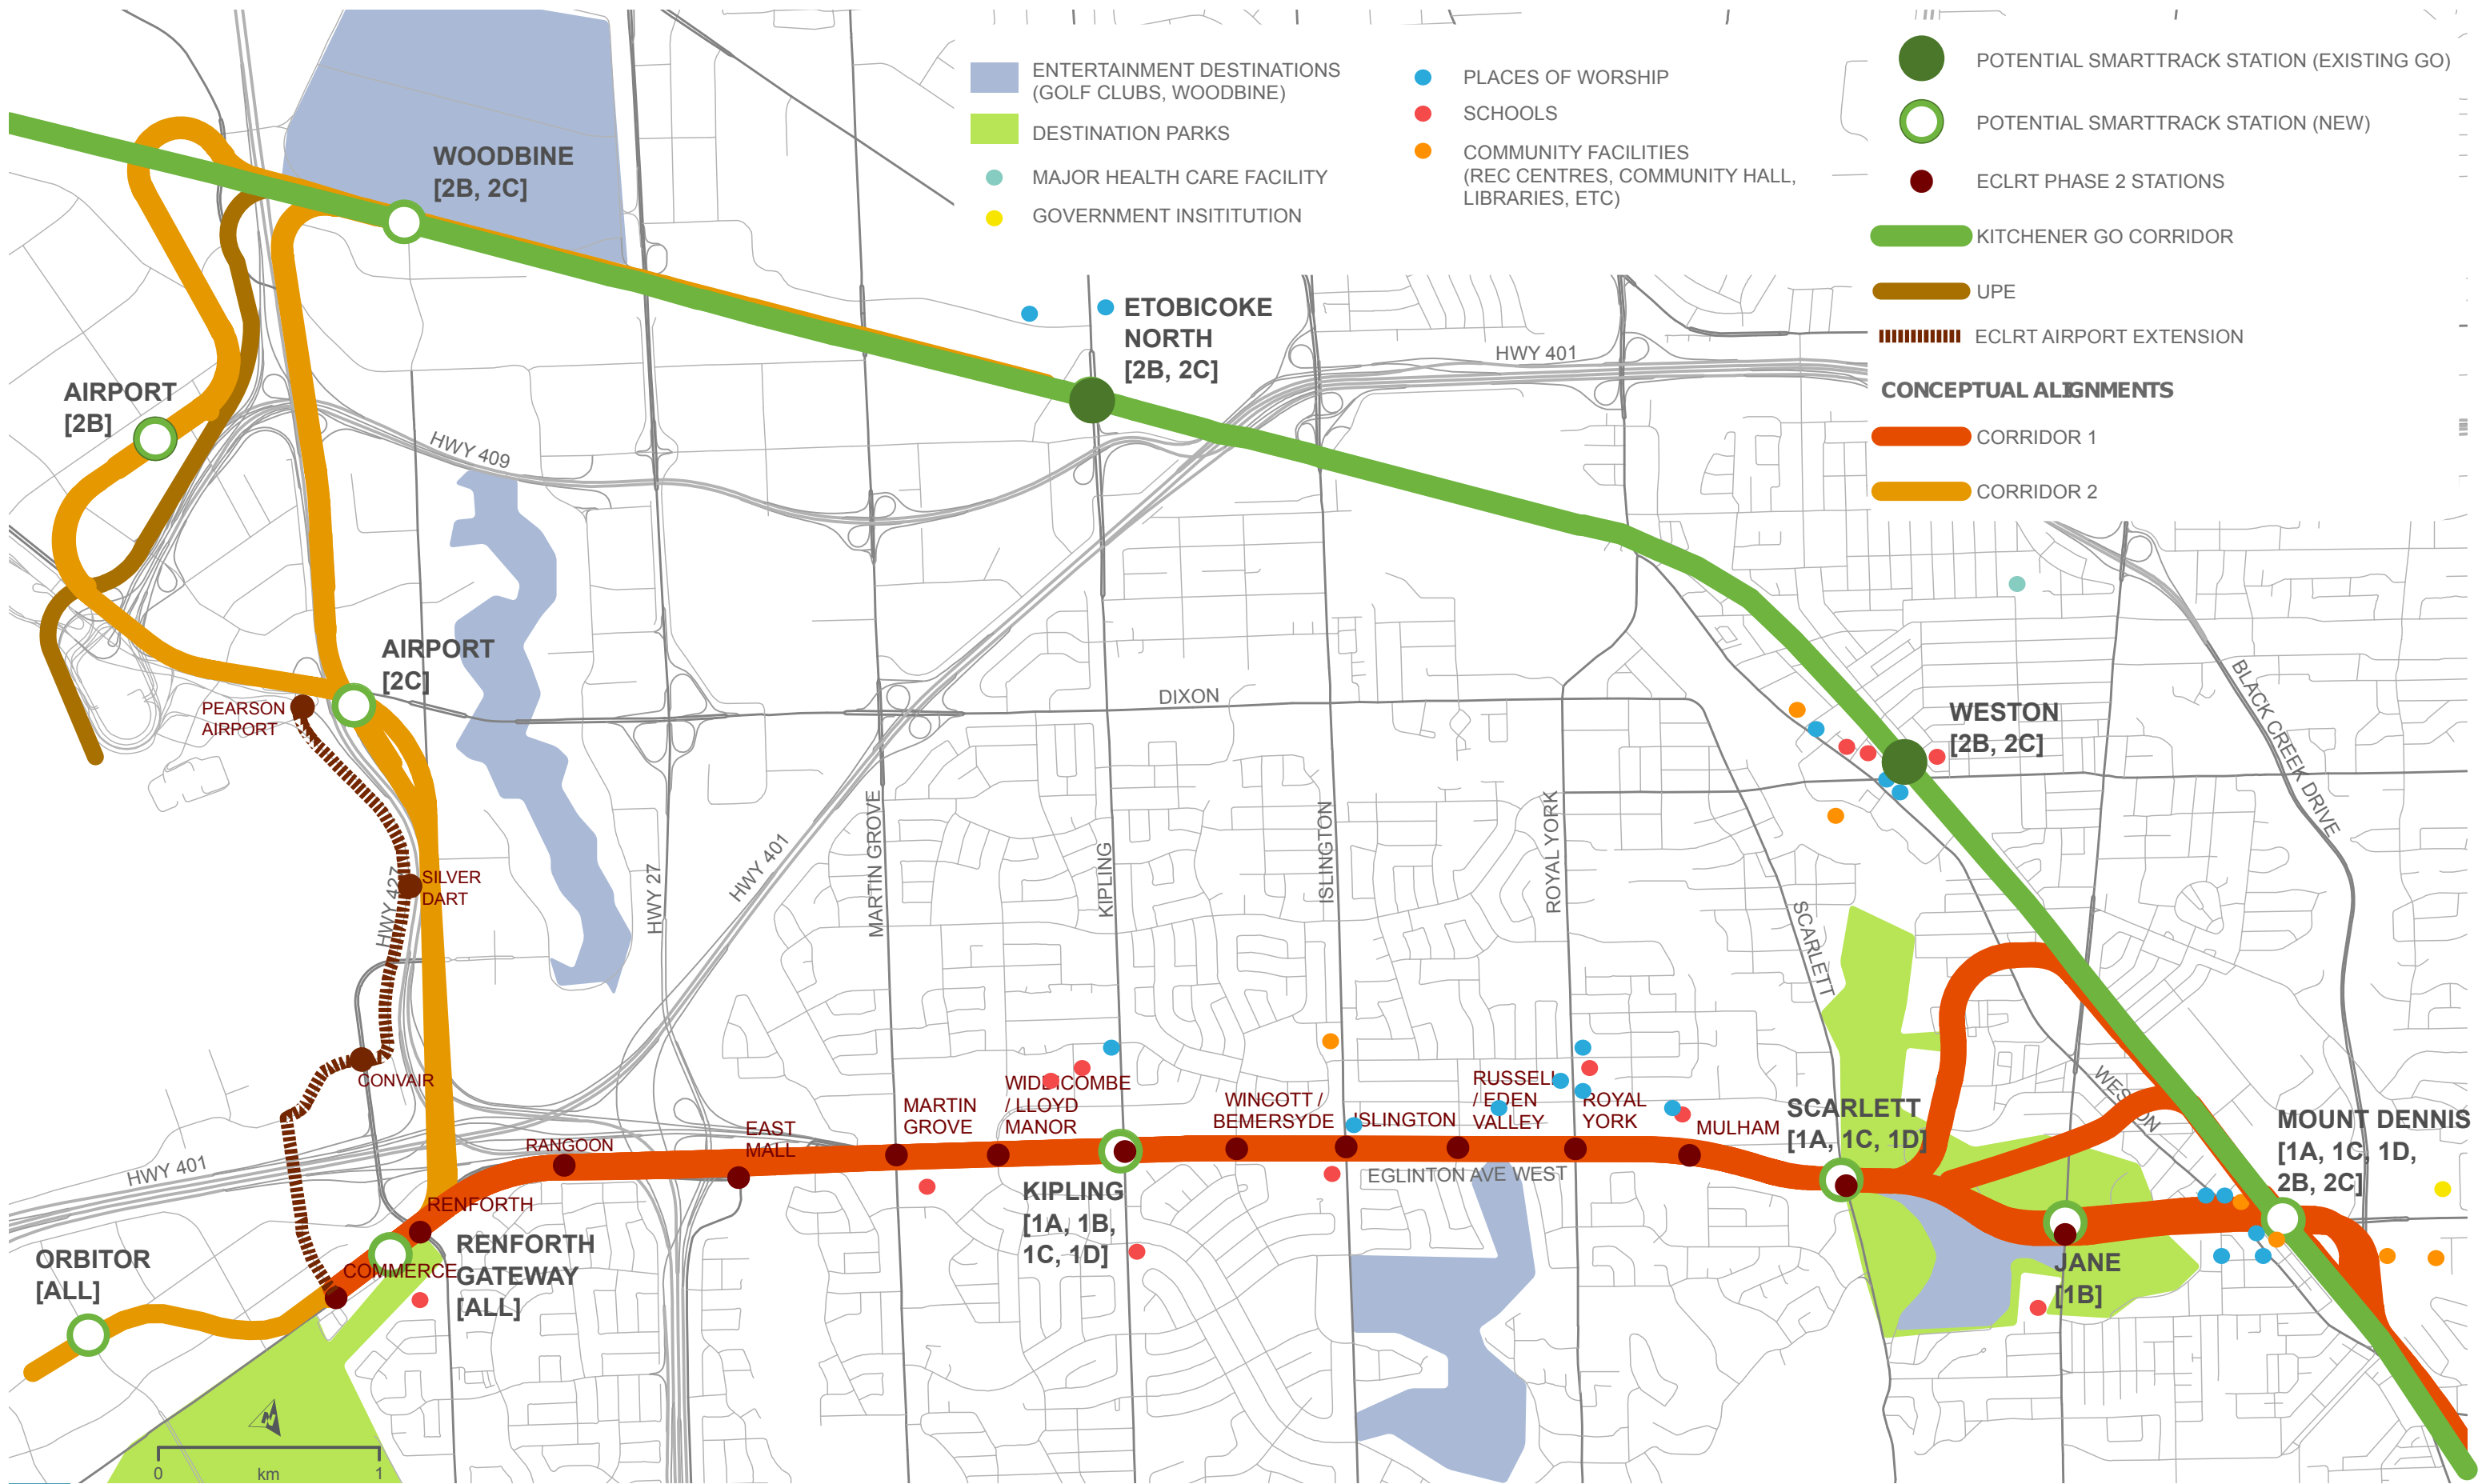 ENTERTAINMENT DESTINATIONS
(GOLF CLUBS, WOODBINE)
DESTINATION PARKS
MAJOR HEALTH CARE FACILITY
GOVERNMENT INSITITUTION
PLACES OF WORSHIP
SCHOOLS
COMMUNITY FACILITIES
(REC CENTRES, COMMUNITY HALL,
LIBRARIES, ETC)
POTENTIAL SMARTTRACK STATION (EXISTING GO)
POTENTIAL SMARTTRACK STATION (NEW)
ECLRT PHASE 2 STATIONS
KITCHENER GO CORRIDOR
UPE
ECLRT AIRPORT EXTENSION
CONCEPTUAL ALIGNMENTS
CORRIDOR 1
CORRIDOR 2
WOODBINE
[2B, 2C]
ETOBICOKE
NORTH
[2B, 2C]
HWY 401
AIRPORT
[2B]
HWY 409
AIRPORT
[2C]
PEARSON
AIRPORT
DIXON
WESTON
[2B, 2C]
BLACK CREEK DRIVE
SILVER
DART
HWY 427
HWY 27
HWY 401
MARTIN GROVE
KIPLING
ISLINGTON
ROYAL YORK
SCARLETT
CONVAIR
WESTON
HWY 401
RANGOON
EAST
MALL
MARTIN
GROVE
WIDDICOMBE
/ LLOYD
MANOR
WINCOTT /
BEMERSYDE
ISLINGTON
RUSSELL
/ EDEN
VALLEY
ROYAL
YORK
MULHAM
SCARLETT
[1A, 1C, 1D]
MOUNT DENNIS
[1A, 1C, 1D,
2B, 2C]
EGLINTON AVE WEST
KIPLING
[1A, 1B,
1C, 1D]
RENFORTH
RENFORTH
GATEWAY
[ALL]
COMMERCE
ORBITOR
[ALL]
JANE
[1B]
N
0 km 1